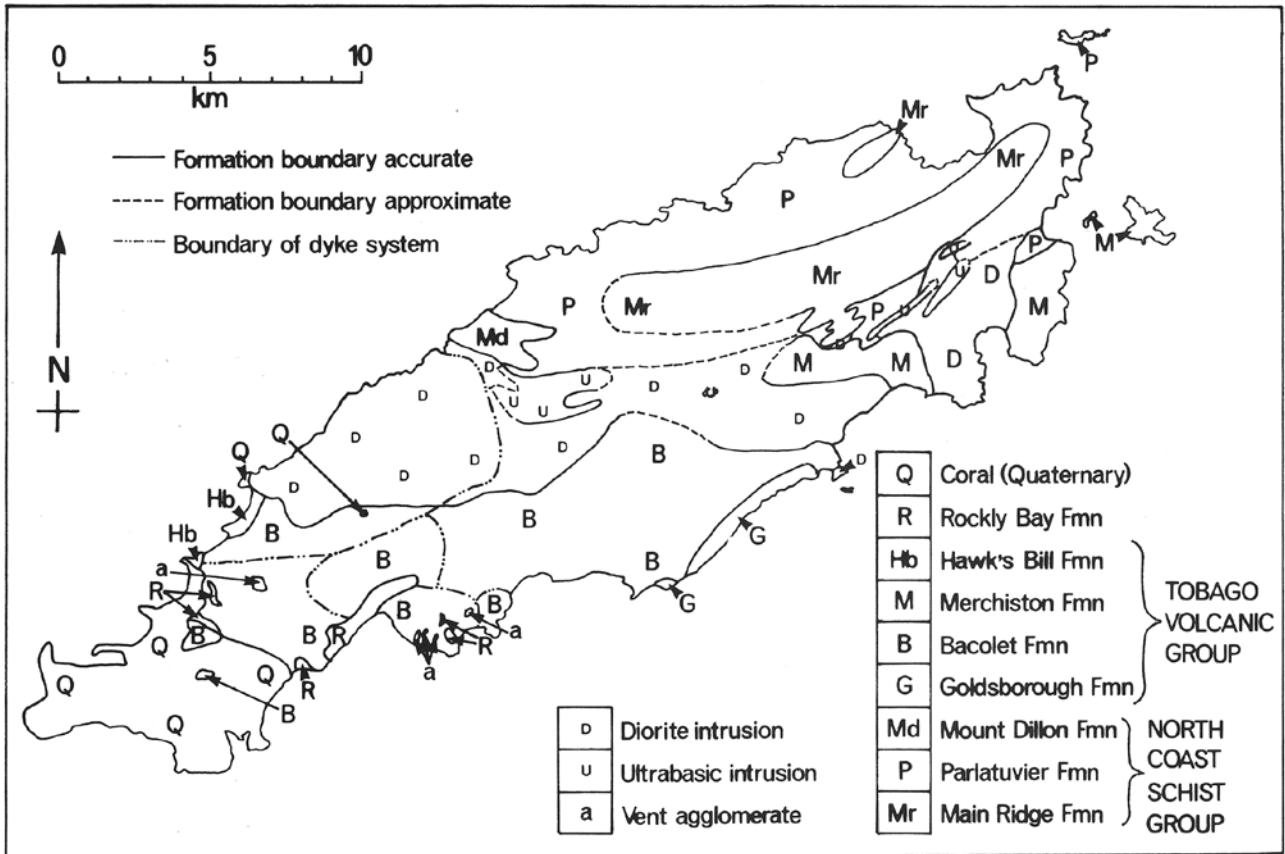 0 5 10
km
Formation boundary accurate
Formation boundary approximate
Boundary of dyke system
N
P
Mr
Mr
P
P
M
P
Mr
U
D
P
Mr
P
U
M
Md
D
M
M
D
D
U
D
D
U
U
D
D
Q
Q
D
D
D
B
D
D
Hb
B
B
G
Hb
a
B
B
G
R
B
B
R
B
a
Q
B
Q
R
R
a
Q
B
Q
Q Coral (Quaternary)
R Rockly Bay Fmn
Hb Hawk's Bill Fmn
M Merchiston Fmn
B Bacolet Fmn
G Goldsborough Fmn
TOBAGO
VOLCANIC
GROUP
Md Mount Dillon Fmn
P Parlatuvier Fmn
Mr Main Ridge Fmn
NORTH
COAST
SCHIST
GROUP
D Diorite intrusion
U Ultrabasic intrusion
a Vent agglomerate